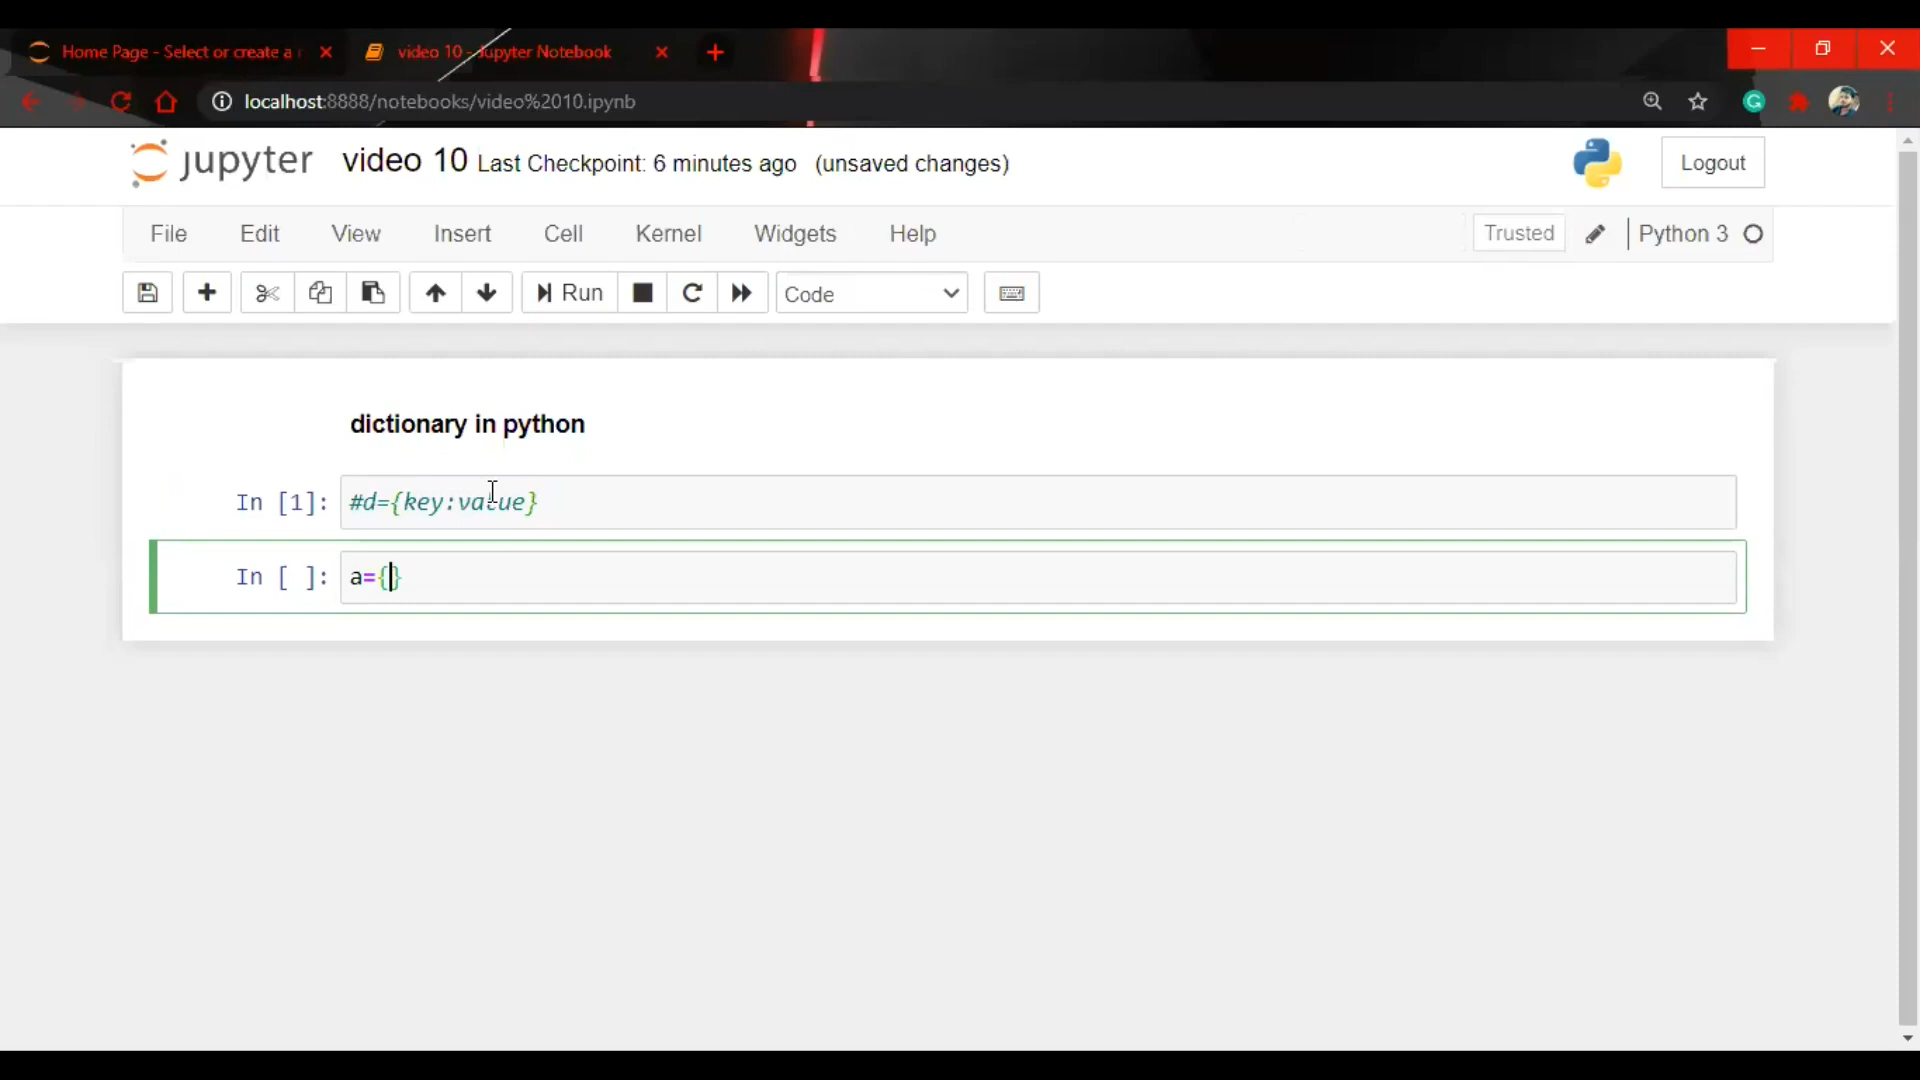 Home Page - Select or create a n
video 10 - Jupyter Notebook
localhost:8888/notebooks/video%2010.ipynb
jupyter video 10 Last Checkpoint: 6 minutes ago (unsaved changes)
Logout
File Edit View Insert Cell Kernel Widgets Help
Trusted
Python 3
Run
Code
dictionary in python
In [1]: #d={key:value}
In [ ]: a={}